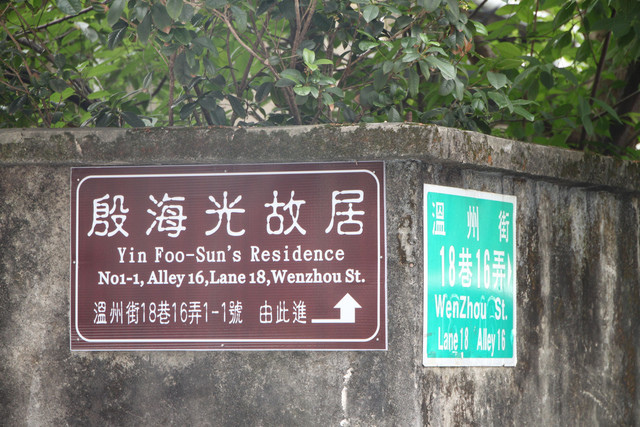 殷海光故居
Yin Foo-Sun's Residence
No1-1, Alley 16, Lane 18, Wenzhou St.
溫州街18巷16弄1-1號 由此進
溫州街
18巷16弄
WenZhou St.
Lane 18 Alley 16